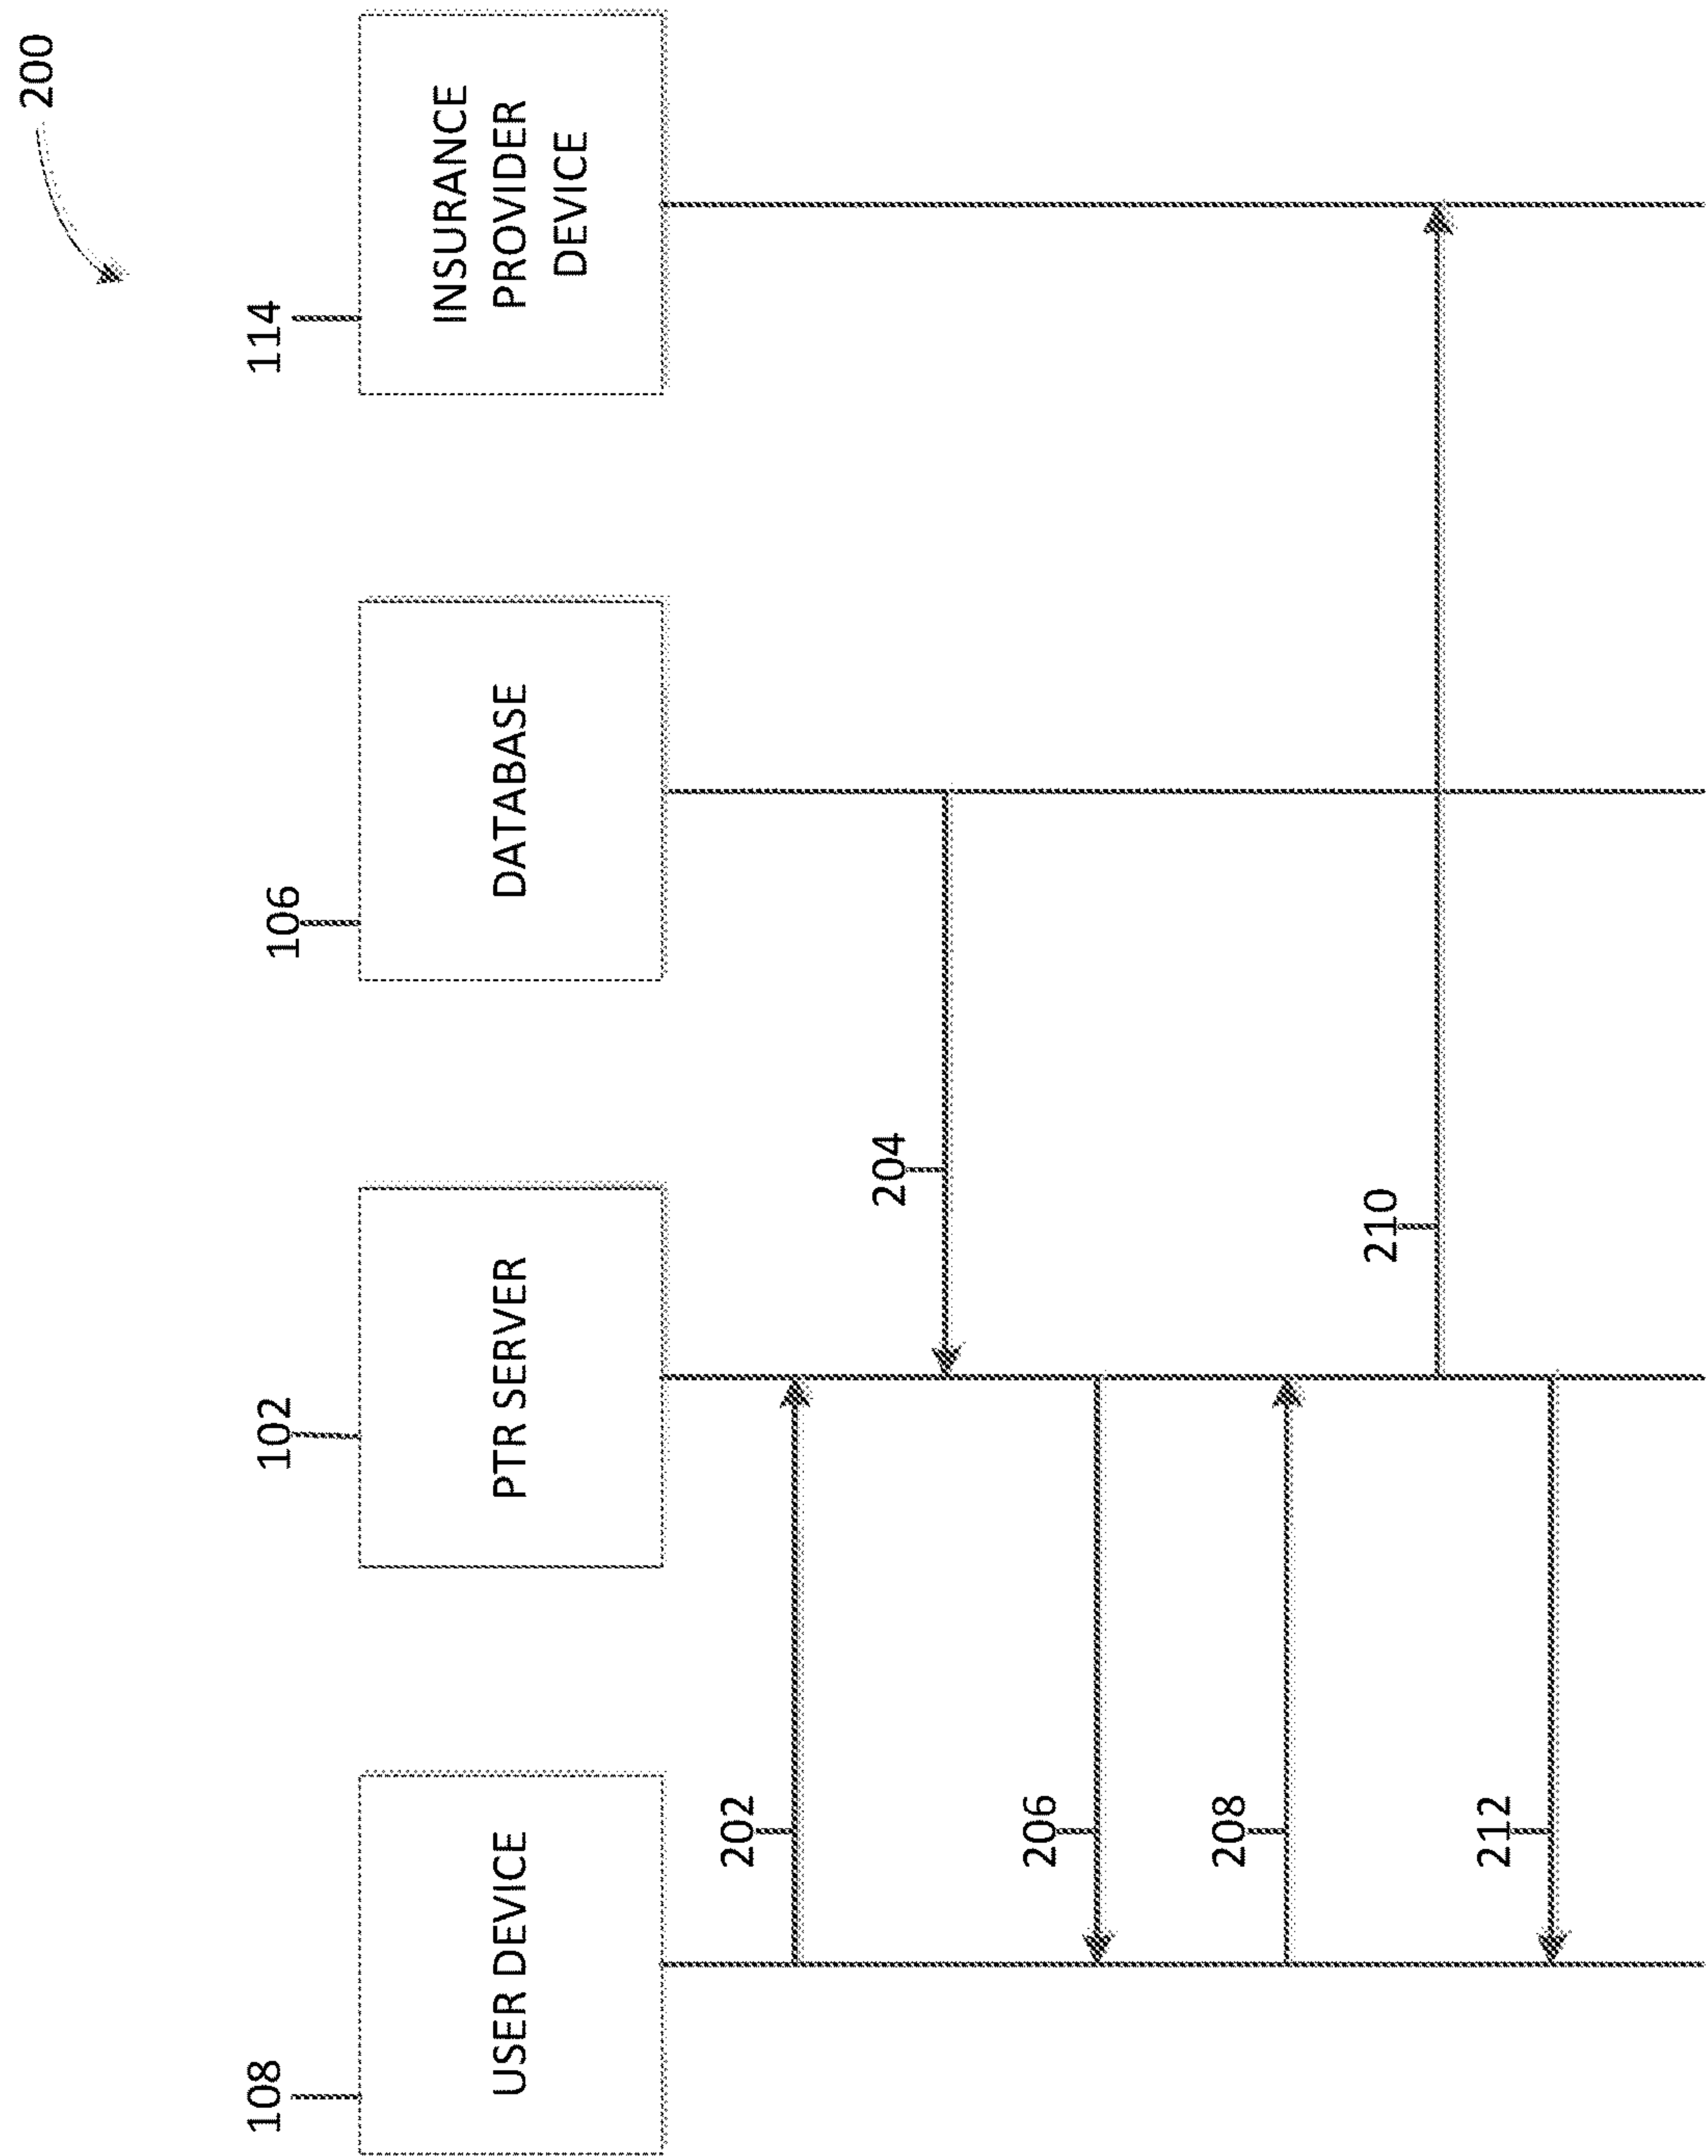 200
108
102
106
114
USER DEVICE
PTR SERVER
DATABASE
INSURANCE
PROVIDER
DEVICE
202
204
206
208
210
212